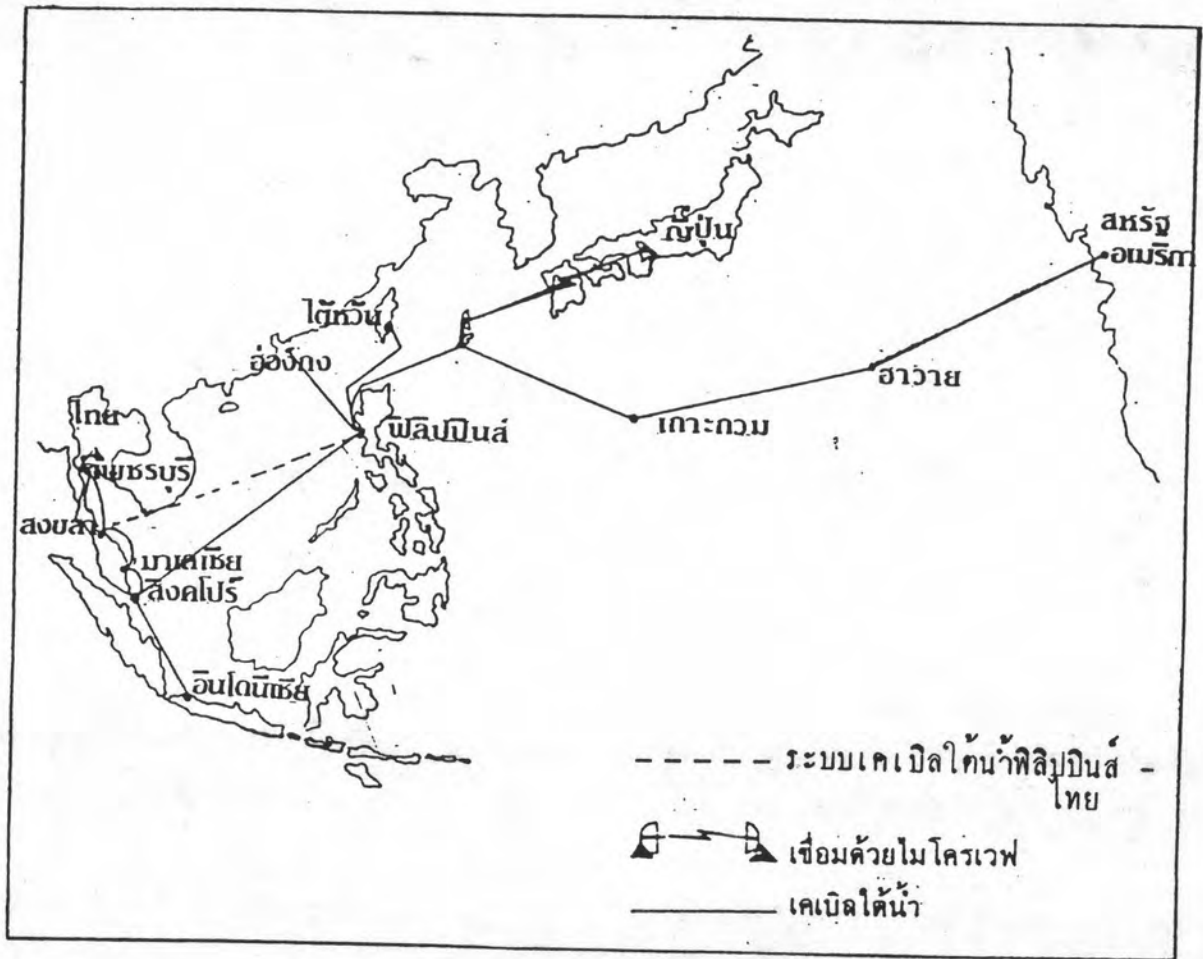 ญี่ปุ่น
สหรัฐ
อเมริกา
ไต้หวัน
ฮ่องกง
ฮาวาย
เกาะกวม
ไทย
ฟิลิปปินส์
เพชรบุรี
สงขลา
มาเลเซีย
สิงคโปร์
อินโดนีเซีย
ระบบเคเบิลใต้น้ำฟิลิปปินส์ -
ไทย
เชื่อมด้วยไมโครเวฟ
เคเบิลใต้น้ำ